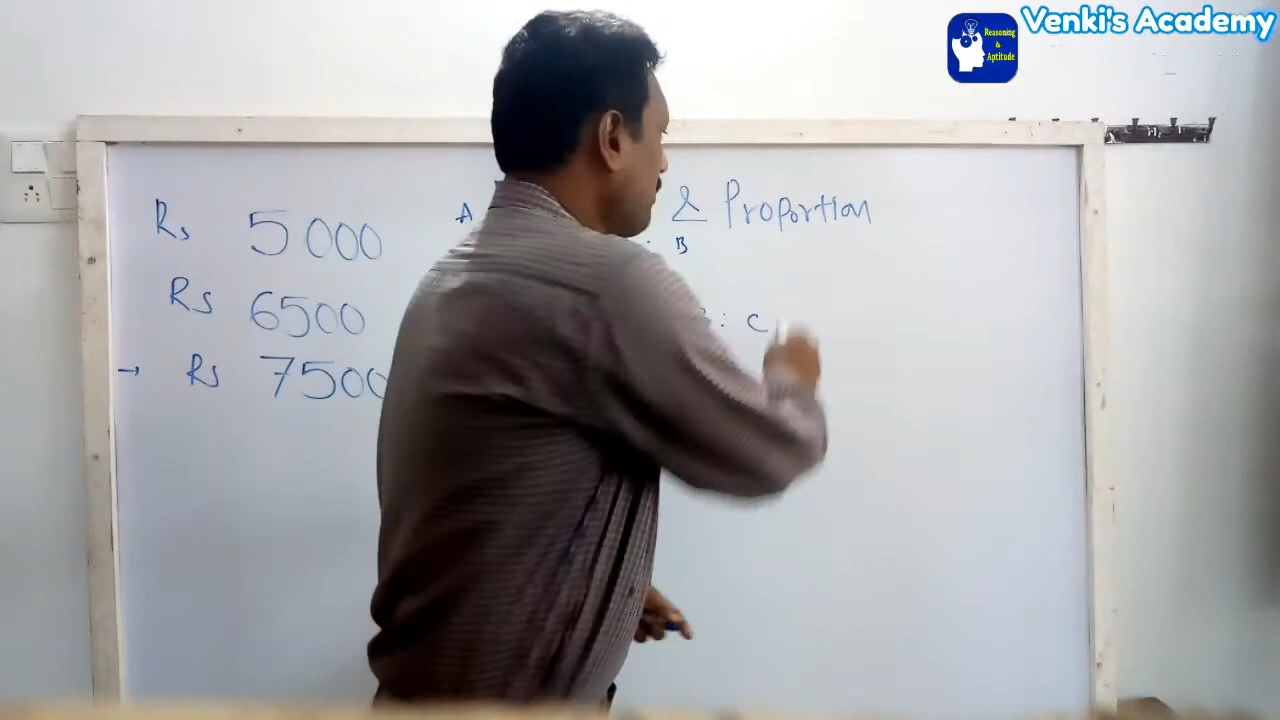 Venki's Academy
Reasoning
&
Aptitude
& Proportion
A : B
Rs 5000
Rs 6500
: C
→ Rs 7500